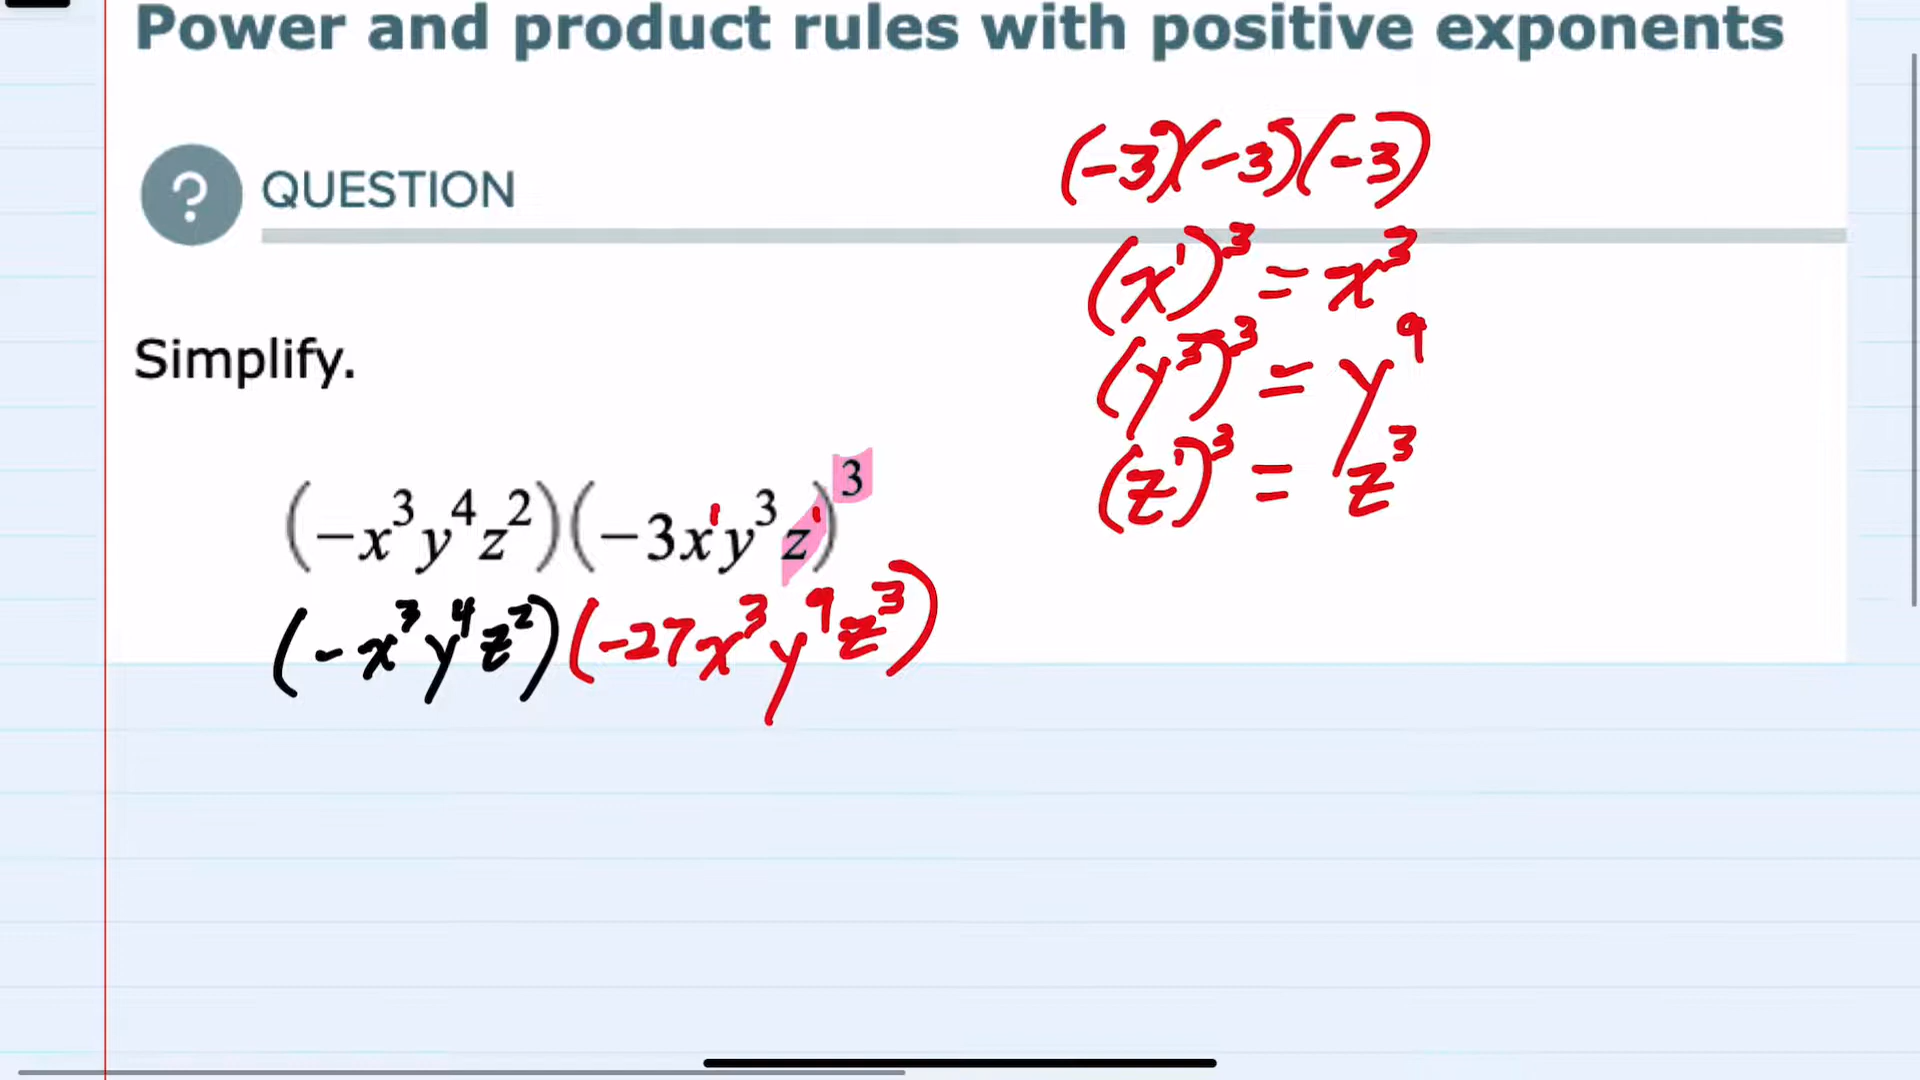 Power and product rules with positive exponents
? QUESTION
(-3)(-3)(-3)
(x¹)³ = x³
(y³)³ = y⁹
(z¹)³ = z³
Simplify.
(−x³y⁴z²)(−3x¹y³z¹)³
(-x³y⁴z²)(-27x³y⁹z³)